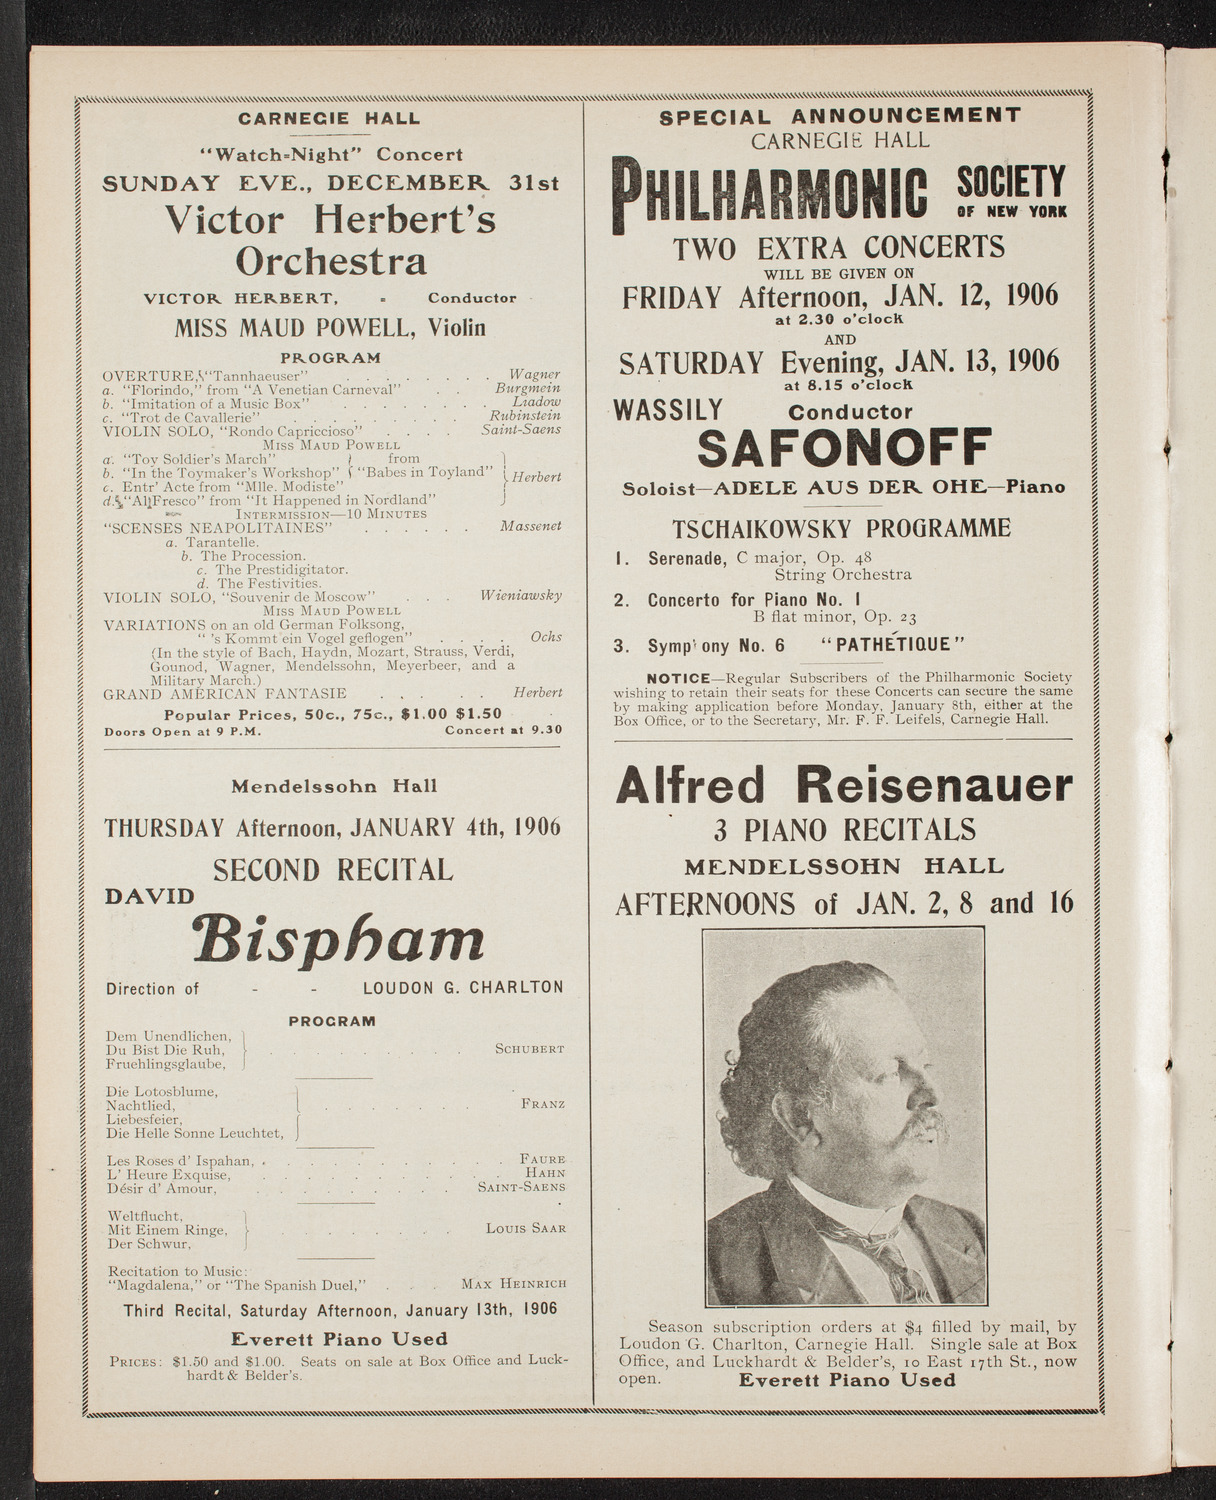 CARNEGIE HALL
"Watch-Night" Concert
SUNDAY EVE., DECEMBER 31st
Victor Herbert's
Orchestra
VICTOR HERBERT, - Conductor
MISS MAUD POWELL, Violin
PROGRAM
OVERTURE, "Tannhaeuser" . . . . . . . . Wagner
a. "Florindo," from "A Venetian Carneval" . . Burgmein
b. "Imitation of a Music Box" . . . . . . . Liadow
c. "Trot de Cavallerie" . . . . . . . . Rubinstein
VIOLIN SOLO, "Rondo Capriccioso" . . . . Saint-Saens
MISS MAUD POWELL
a. "Toy Soldier's March" } from
b. "In the Toymaker's Workshop" { "Babes in Toyland" } Herbert
c. Entr' Acte from "Mlle. Modiste"
d. "Al Fresco" from "It Happened in Nordland"
INTERMISSION—10 MINUTES
"SCENSES NEAPOLITAINES" . . . . . . Massenet
a. Tarantelle.
b. The Procession.
c. The Prestidigitator.
d. The Festivities.
VIOLIN SOLO, "Souvenir de Moscow" . . . Wieniawsky
MISS MAUD POWELL
VARIATIONS on an old German Folksong,
" 's Kommt ein Vogel geflogen" . . . . Ochs
(In the style of Bach, Haydn, Mozart, Strauss, Verdi,
Gounod, Wagner, Mendelssohn, Meyerbeer, and a
Military March.)
GRAND AMERICAN FANTASIE . . . . . Herbert
Popular Prices, 50c., 75c., $1.00 $1.50
Doors Open at 9 P.M. Concert at 9.30
Mendelssohn Hall
THURSDAY Afternoon, JANUARY 4th, 1906
SECOND RECITAL
DAVID
Bispham
Direction of - - LOUDON G. CHARLTON
PROGRAM
Dem Unendlichen,
Du Bist Die Ruh, . . . . . . . . . SCHUBERT
Fruehlingsglaube,
Die Lotosblume,
Nachtlied, . . . . . . . FRANZ
Liebesfeier,
Die Helle Sonne Leuchtet,
Les Roses d' Ispahan, . . . . . . . . . . . FAURE
L' Heure Exquise, . . . . . . . . . . . HAHN
Désir d' Amour, . . . . . . . . SAINT-SAENS
Weltflucht,
Mit Einem Ringe, . . . . . . . LOUIS SAAR
Der Schwur,
Recitation to Music:
"Magdalena," or "The Spanish Duel," . . . MAX HEINRICH
Third Recital, Saturday Afternoon, January 13th, 1906
Everett Piano Used
PRICES: $1.50 and $1.00. Seats on sale at Box Office and Luck-
hardt & Belder's.
SPECIAL ANNOUNCEMENT
CARNEGIE HALL
PHILHARMONIC SOCIETY
OF NEW YORK
TWO EXTRA CONCERTS
WILL BE GIVEN ON
FRIDAY Afternoon, JAN. 12, 1906
at 2.30 o'clock
AND
SATURDAY Evening, JAN. 13, 1906
at 8.15 o'clock
WASSILY Conductor
SAFONOFF
Soloist—ADELE AUS DER OHE—Piano
TSCHAIKOWSKY PROGRAMME
1. Serenade, C major, Op. 48
String Orchestra
2. Concerto for Piano No. 1
B flat minor, Op. 23
3. Symp ony No. 6 "PATHÉTIQUE"
NOTICE—Regular Subscribers of the Philharmonic Society
wishing to retain their seats for these Concerts can secure the same
by making application before Monday, January 8th, either at the
Box Office, or to the Secretary, Mr. F. F. Leifels, Carnegie Hall.
Alfred Reisenauer
3 PIANO RECITALS
MENDELSSOHN HALL
AFTERNOONS of JAN. 2, 8 and 16
Season subscription orders at $4 filled by mail, by
Loudon G. Charlton, Carnegie Hall. Single sale at Box
Office, and Luckhardt & Belder's, 10 East 17th St., now
open. Everett Piano Used